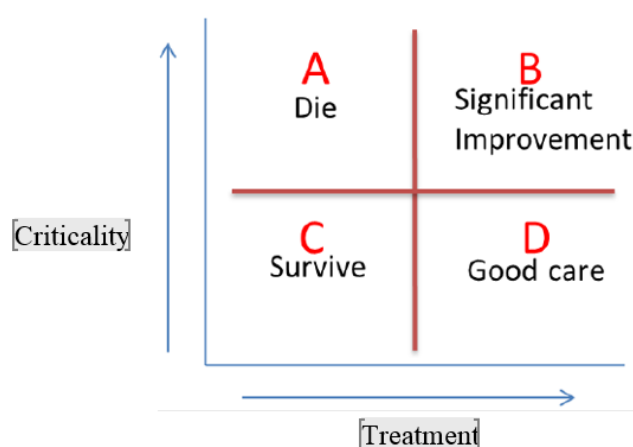 A
Die
B
Significant
Improvement
[Criticality]
C
Survive
D
Good care
[Treatment]